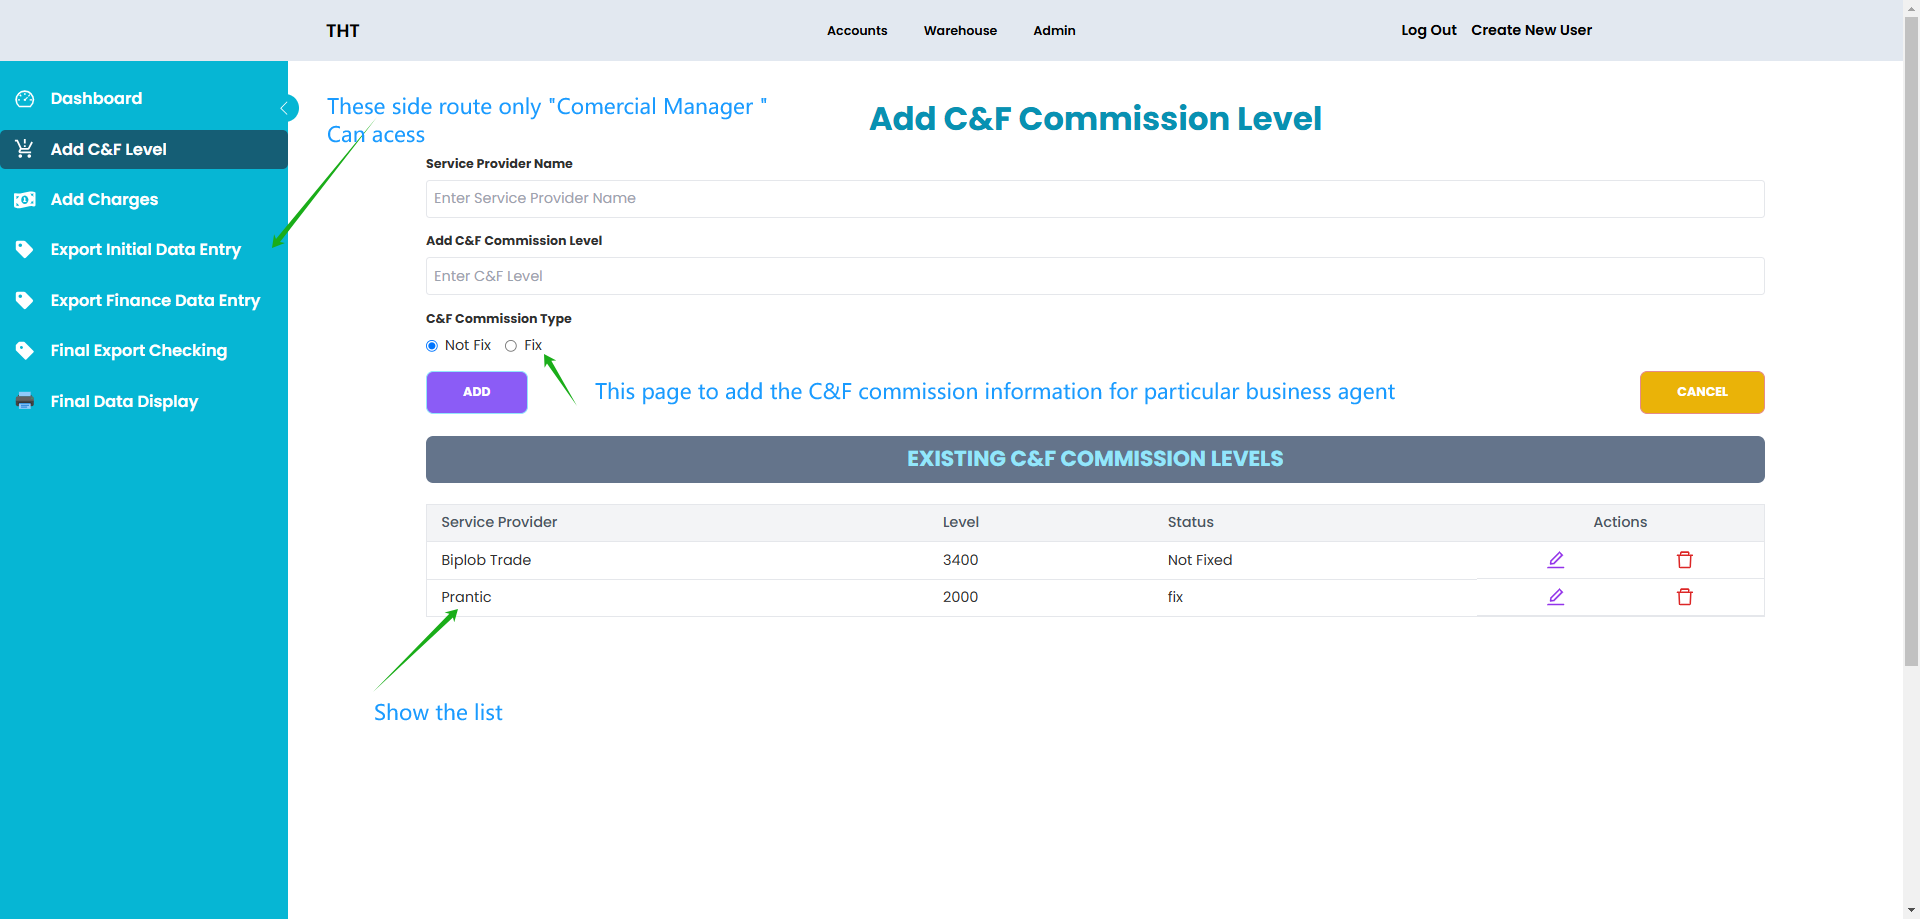 THT
Accounts
Warehouse
Admin
Log Out
Create New User
Dashboard
Add C&F Level
Add Charges
Export Initial Data Entry
Export Finance Data Entry
Final Export Checking
Final Data Display
These side route only "Comercial Manager "
Can acess
Add C&F Commission Level
Service Provider Name
Enter Service Provider Name
Add C&F Commission Level
Enter C&F Level
C&F Commission Type
Not Fix
Fix
ADD
This page to add the C&F commission information for particular business agent
CANCEL
EXISTING C&F COMMISSION LEVELS
Service Provider Level Status Actions
Biplob Trade 3400 Not Fixed
Prantic 2000 fix
Show the list